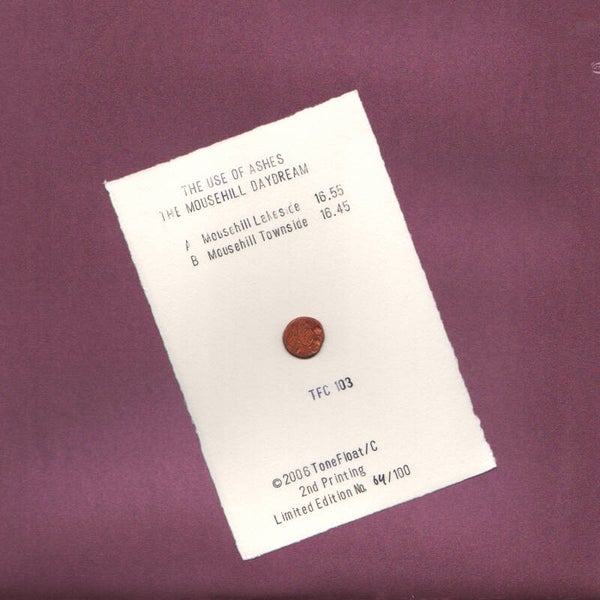 THE USE OF ASHES
THE MOUSEHILL DAYDREAM
A Mousehill Lakeside 16.55
B Mousehill Townside 16.45
TFC 103
©2006 ToneFloat/C
2nd Printing
Limited Edition No. 64/100